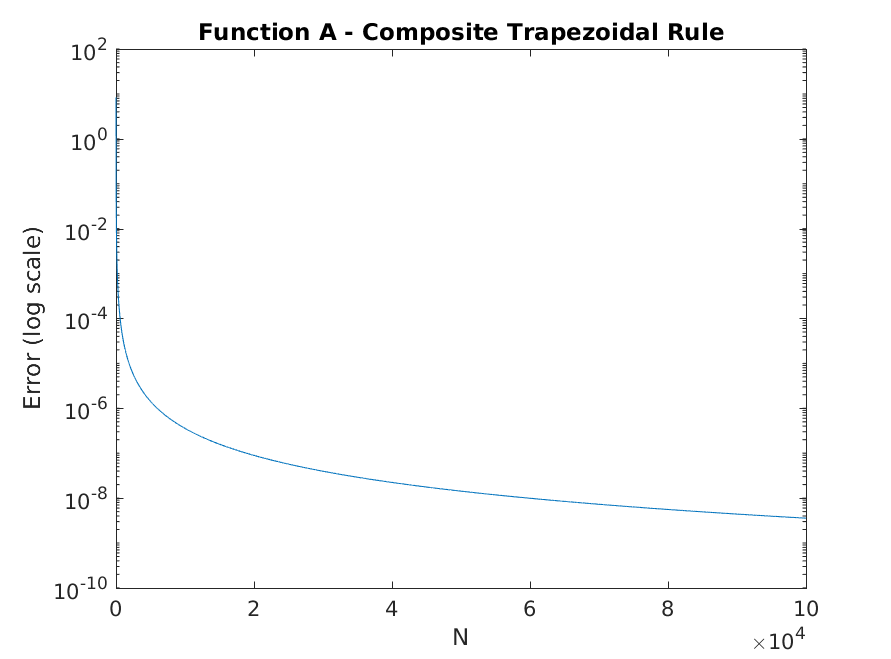 Function A - Composite Trapezoidal Rule
10^2
10^0
10^-2
10^-4
10^-6
10^-8
10^-10
Error (log scale)
0 2 4 6 8 10
×10^4
N